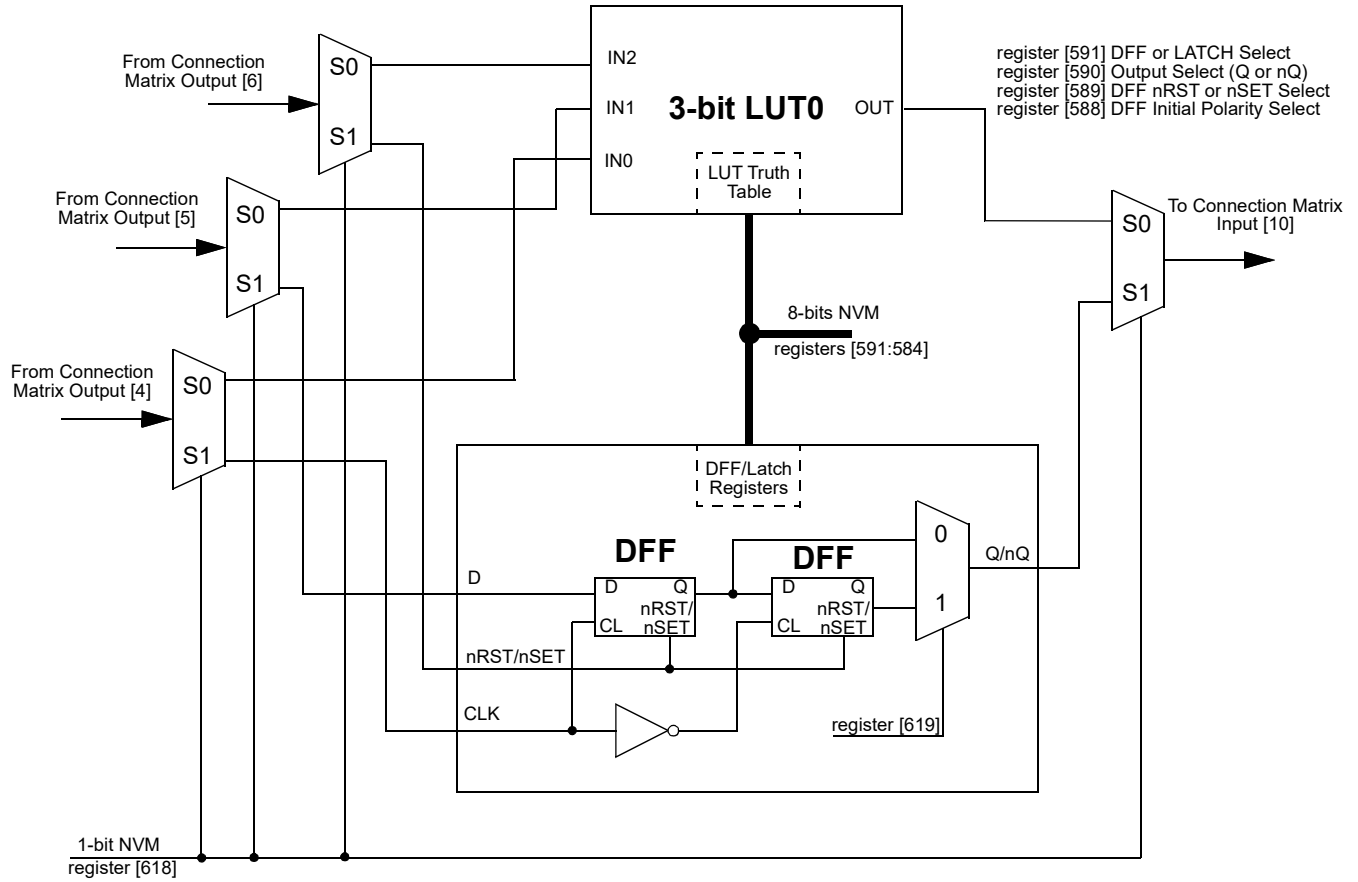 From Connection
Matrix Output [6]
S0
S1
IN2
IN1
IN0
3-bit LUT0
OUT
LUT Truth
Table
register [591] DFF or LATCH Select
register [590] Output Select (Q or nQ)
register [589] DFF nRST or nSET Select
register [588] DFF Initial Polarity Select
From Connection
Matrix Output [5]
S0
S1
To Connection Matrix
Input [10]
S0
S1
8-bits NVM
registers [591:584]
From Connection
Matrix Output [4]
S0
S1
DFF/Latch
Registers
DFF
D
Q
nRST/
nSET
CL
DFF
D
Q
nRST/
nSET
CL
0
1
Q/nQ
D
nRST/nSET
CLK
register [619]
1-bit NVM
register [618]